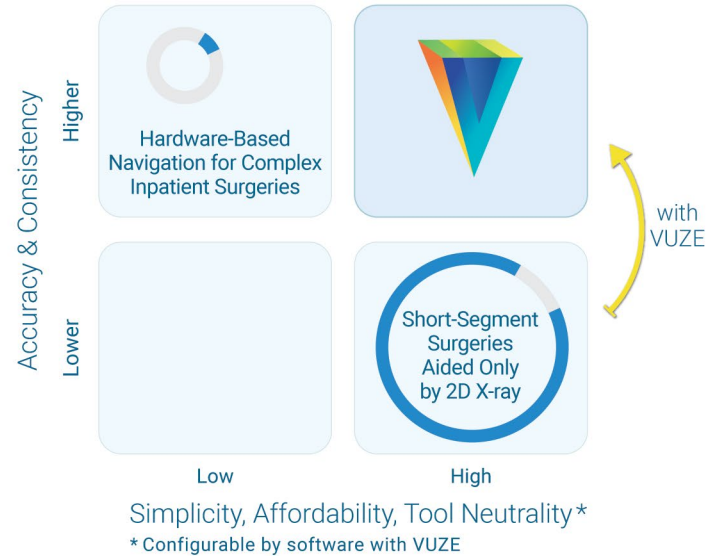 Accuracy & Consistency
Higher
Hardware-Based
Navigation for Complex
Inpatient Surgeries
with
VUZE
Lower
Short-Segment
Surgeries
Aided Only
by 2D X-ray
Low
High
Simplicity, Affordability, Tool Neutrality*
* Configurable by software with VUZE